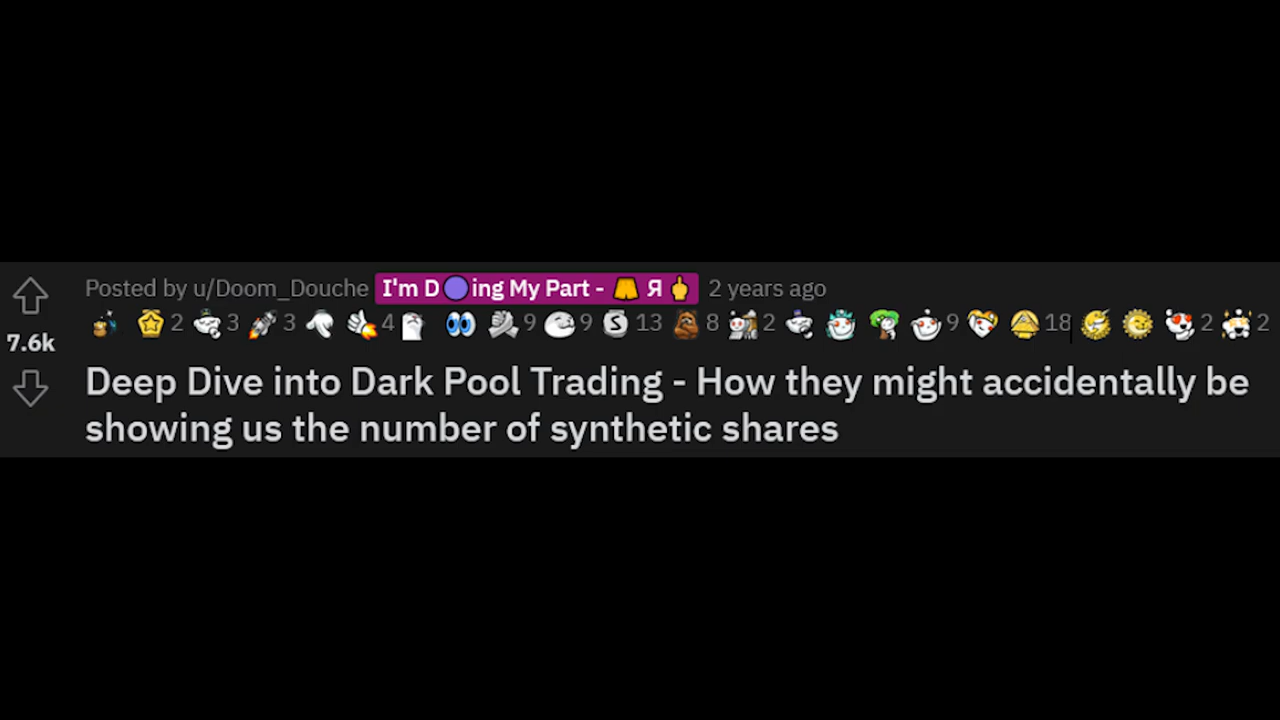 Posted by u/Doom_Douche I'm D🟣ing My Part - 🩳 Я 🖕 2 years ago
2 3 3 4 9 9 S 13 8 2 9 18 2 2
7.6k
Deep Dive into Dark Pool Trading - How they might accidentally be
showing us the number of synthetic shares